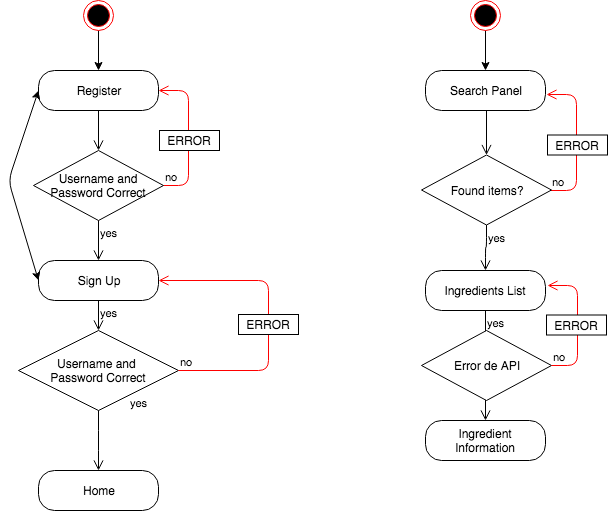 Register
ERROR
Username and
Password Correct
no
yes
Sign Up
yes
ERROR
Username and
Password Correct
no
yes
Home
Search Panel
ERROR
Found items?
no
yes
Ingredients List
yes
ERROR
Error de API
no
Ingredient
Information